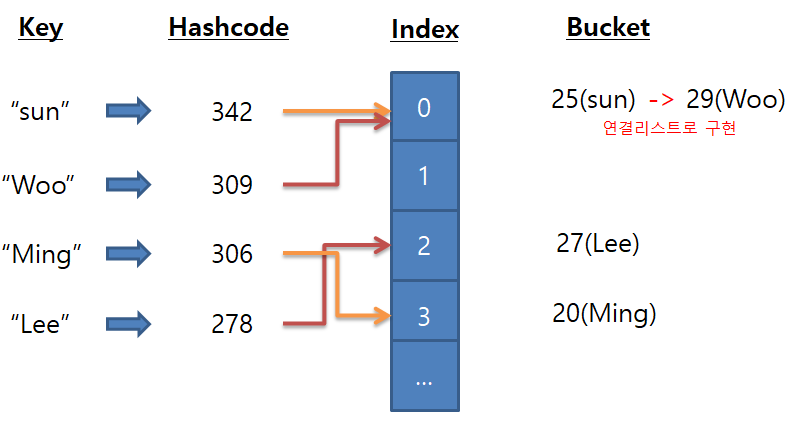 Key Hashcode Index Bucket
“sun” 342 0 25(sun) -> 29(Woo)
연결리스트로 구현
“Woo” 309 1
“Ming” 306 2 27(Lee)
“Lee” 278 3 20(Ming)
...